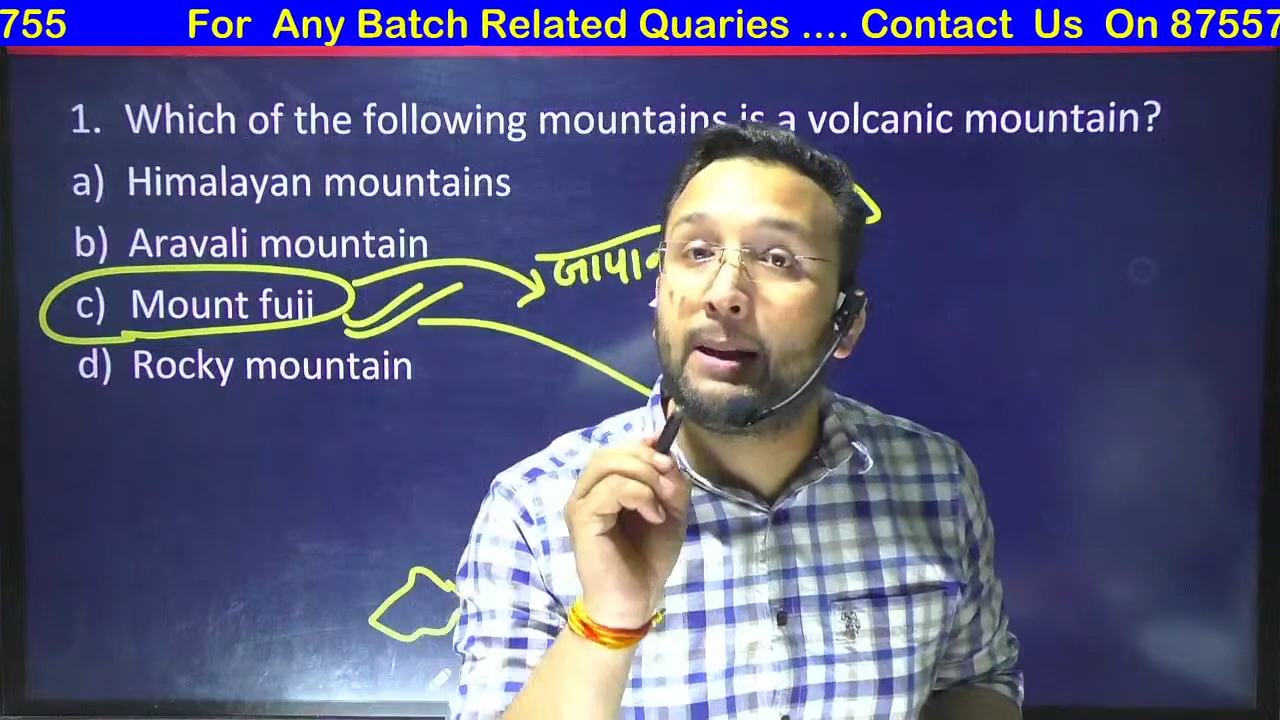 755 For Any Batch Related Quaries .... Contact Us On 87557
1. Which of the following mountains is a volcanic mountain?
a) Himalayan mountains
b) Aravali mountain
जापान
c) Mount fuji
d) Rocky mountain